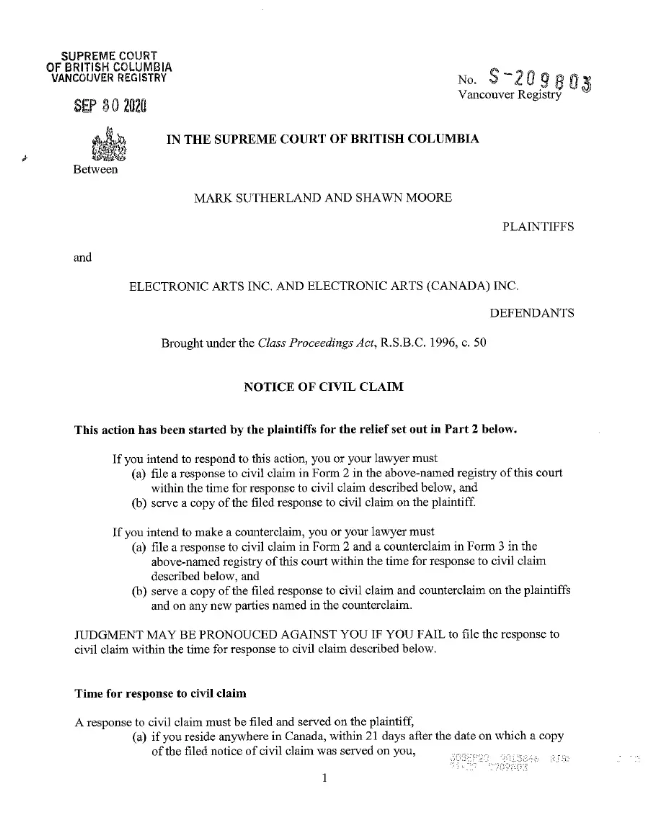 SUPREME COURT
OF BRITISH COLUMBIA
VANCOUVER REGISTRY
SEP 30 2020
No. S-209803
Vancouver Registry
IN THE SUPREME COURT OF BRITISH COLUMBIA
Between
MARK SUTHERLAND AND SHAWN MOORE
PLAINTIFFS
and
ELECTRONIC ARTS INC. AND ELECTRONIC ARTS (CANADA) INC.
DEFENDANTS
Brought under the Class Proceedings Act, R.S.B.C. 1996, c. 50
NOTICE OF CIVIL CLAIM
This action has been started by the plaintiffs for the relief set out in Part 2 below.
If you intend to respond to this action, you or your lawyer must
(a) file a response to civil claim in Form 2 in the above-named registry of this court
within the time for response to civil claim described below, and
(b) serve a copy of the filed response to civil claim on the plaintiff.
If you intend to make a counterclaim, you or your lawyer must
(a) file a response to civil claim in Form 2 and a counterclaim in Form 3 in the
above-named registry of this court within the time for response to civil claim
described below, and
(b) serve a copy of the filed response to civil claim and counterclaim on the plaintiffs
and on any new parties named in the counterclaim.
JUDGMENT MAY BE PRONOUCED AGAINST YOU IF YOU FAIL to file the response to
civil claim within the time for response to civil claim described below.
Time for response to civil claim
A response to civil claim must be filed and served on the plaintiff,
(a) if you reside anywhere in Canada, within 21 days after the date on which a copy
of the filed notice of civil claim was served on you,
1